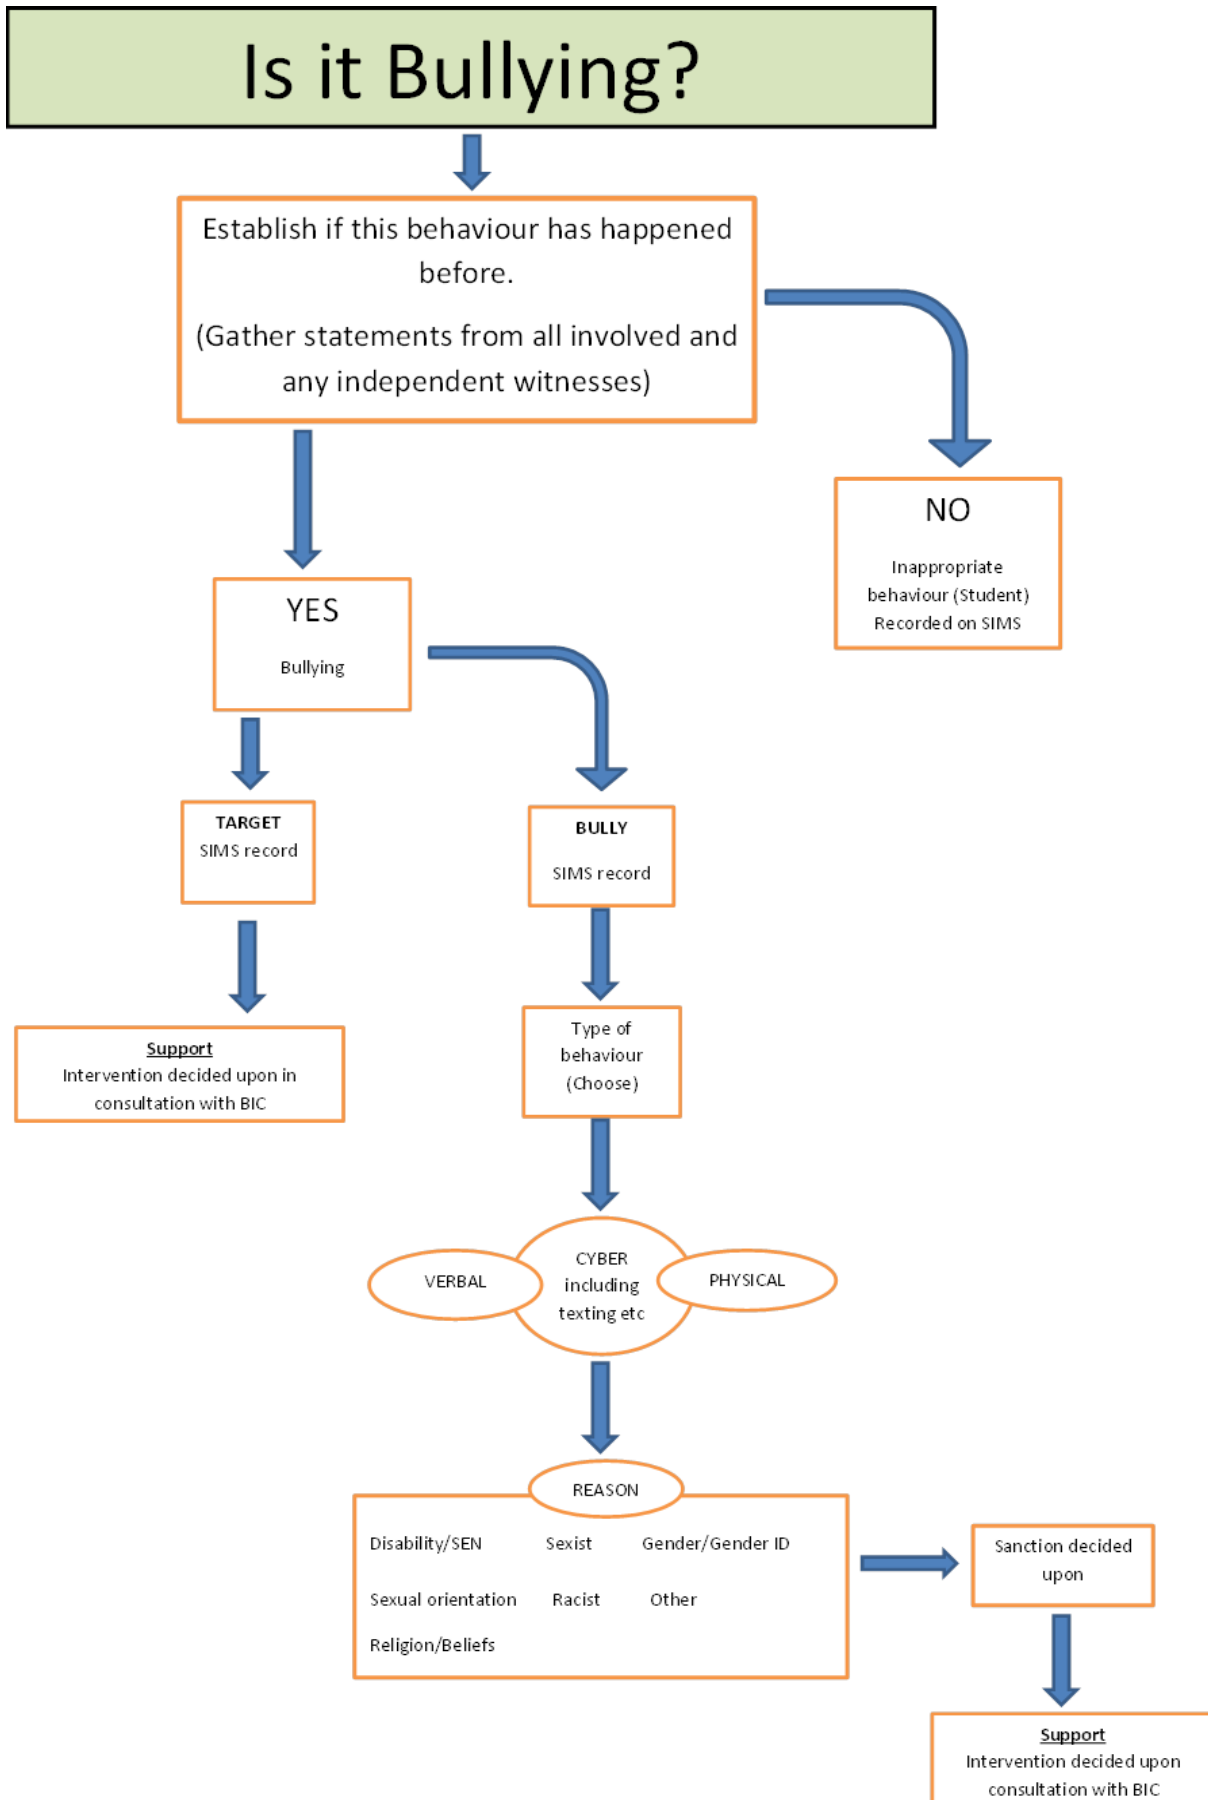 Is it Bullying?
Establish if this behaviour has happened
before.
(Gather statements from all involved and
any independent witnesses)
NO
Inappropriate
behaviour (Student)
Recorded on SIMS
YES
Bullying
TARGET
SIMS record
BULLY
SIMS record
Support
Intervention decided upon in
consultation with BIC
Type of
behaviour
(Choose)
VERBAL
CYBER
including
texting etc
PHYSICAL
REASON
Disability/SEN Sexist Gender/Gender ID
Sexual orientation Racist Other
Religion/Beliefs
Sanction decided
upon
Support
Intervention decided upon
consultation with BIC